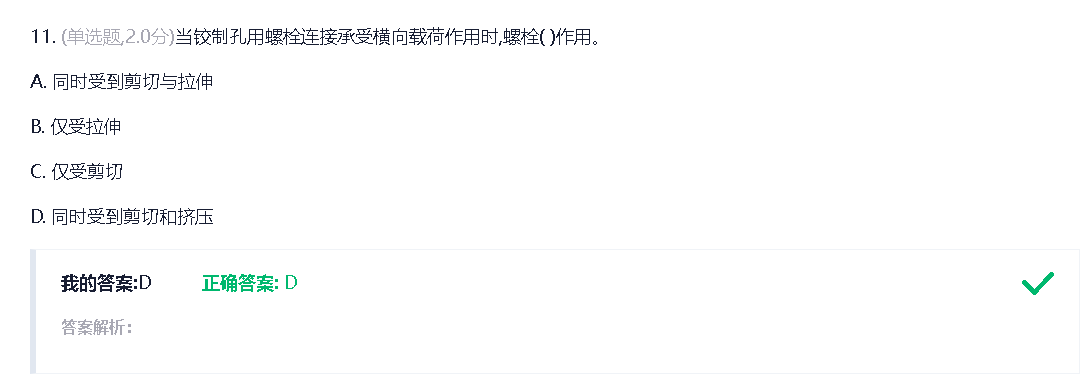 11. (单选题,2.0分)当铰制孔用螺栓连接承受横向载荷作用时,螺栓( )作用。
A. 同时受到剪切与拉伸
B. 仅受拉伸
C. 仅受剪切
D. 同时受到剪切和挤压
我的答案:D 正确答案: D
答案解析：